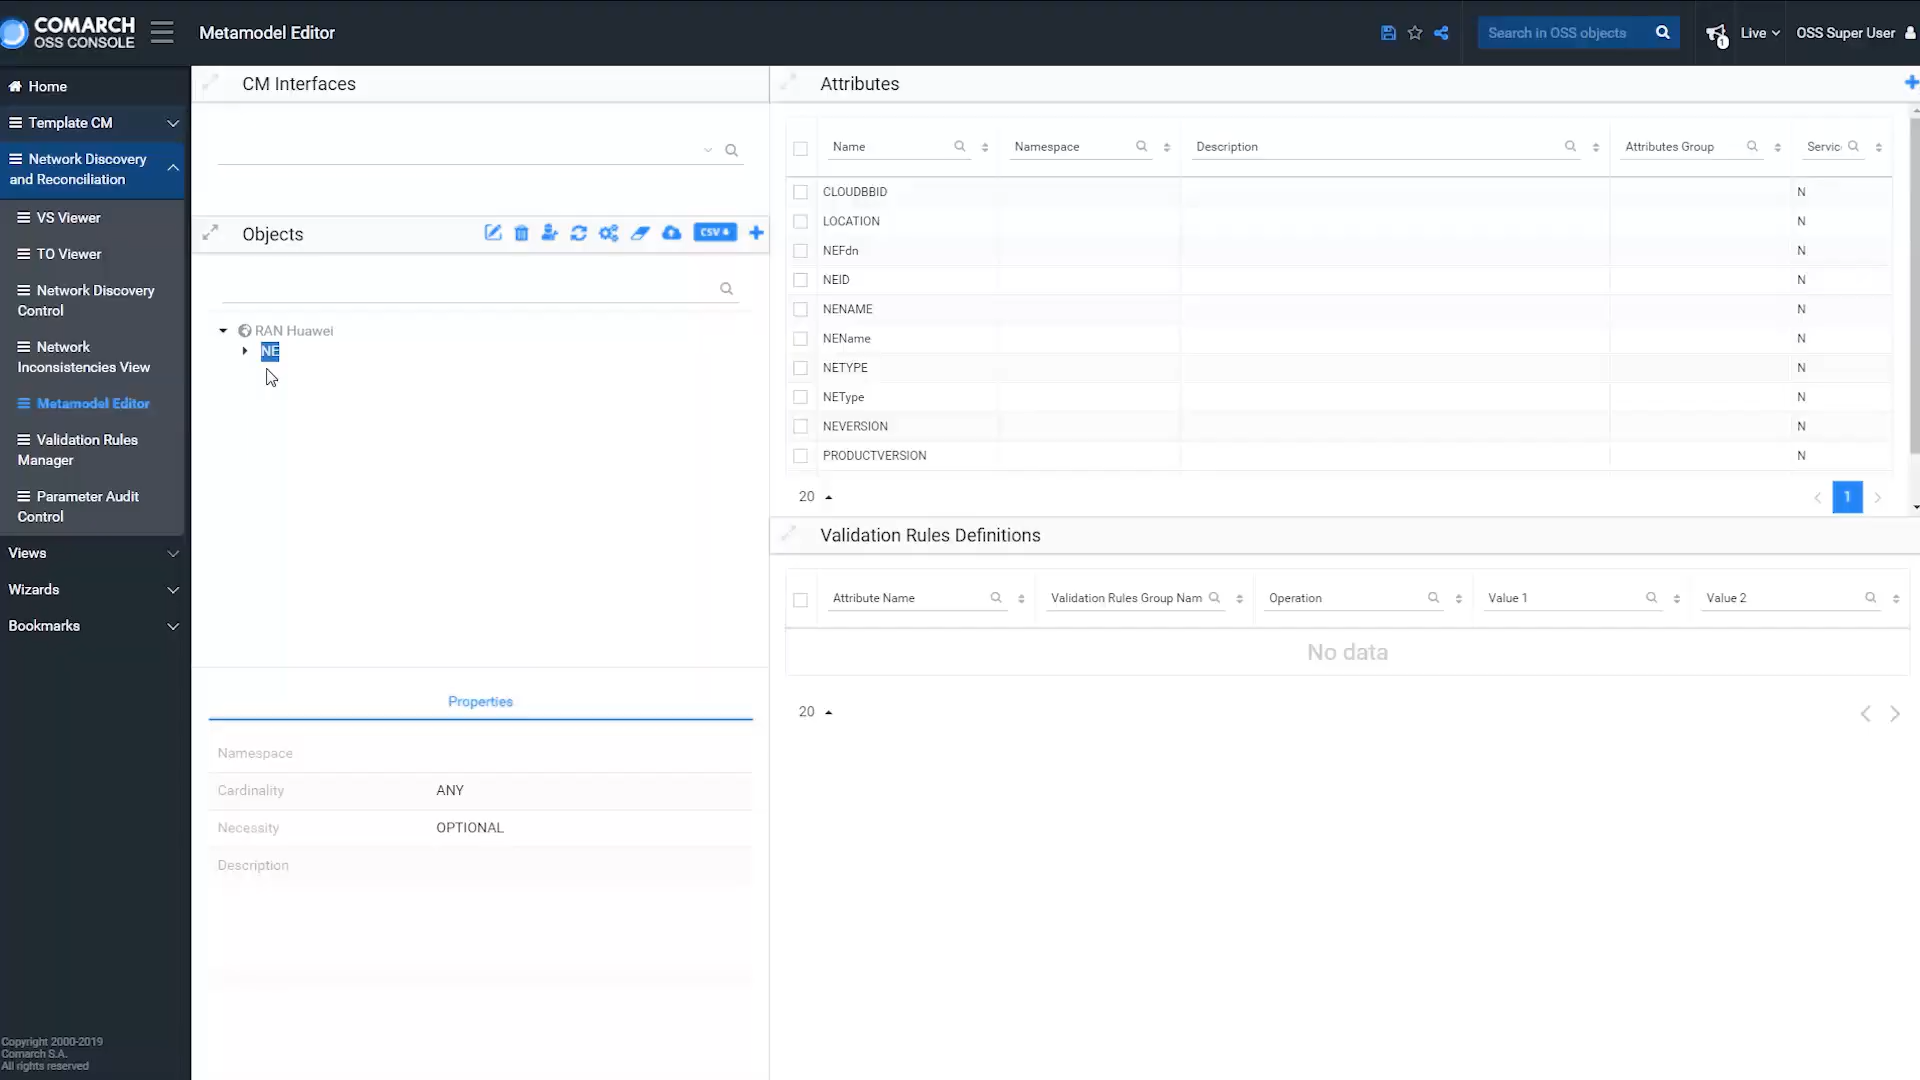 COMARCH
OSS CONSOLE
Metamodel Editor
Search in OSS objects
1
Live
OSS Super User
Home
Template CM
Network Discovery
and Reconciliation
VS Viewer
TO Viewer
Network Discovery
Control
Network
Inconsistencies View
Metamodel Editor
Validation Rules
Manager
Parameter Audit
Control
Views
Wizards
Bookmarks
Copyright 2000-2019
Comarch S.A.
All rights reserved
CM Interfaces
Objects
CSV
RAN Huawei
NE
Properties
Namespace
Cardinality ANY
Necessity OPTIONAL
Description
Attributes
Name Namespace Description Attributes Group Servic
CLOUDBBID N
LOCATION N
NEFdn N
NEID N
NENAME N
NEName N
NETYPE N
NEType N
NEVERSION N
PRODUCTVERSION N
20 1
Validation Rules Definitions
Attribute Name Validation Rules Group Nam Operation Value 1 Value 2
No data
20